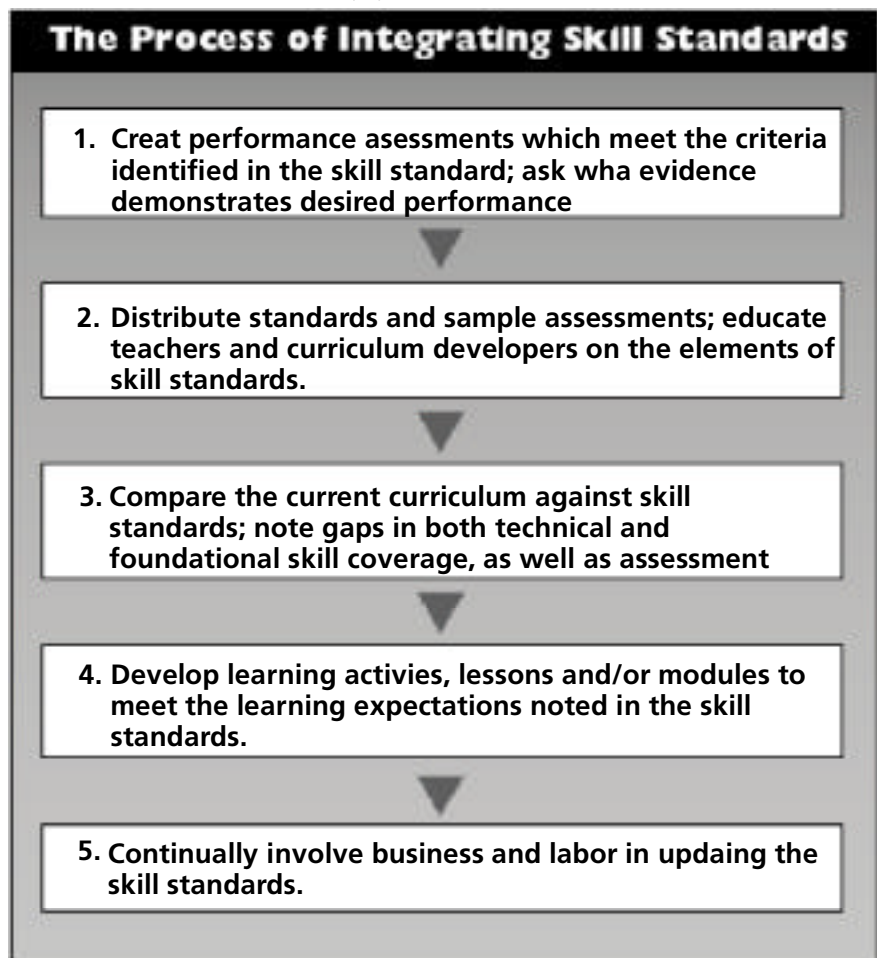 The Process of Integrating Skill Standards
1. Creat performance asessments which meet the criteria
identified in the skill standard; ask wha evidence
demonstrates desired performance
2. Distribute standards and sample assessments; educate
teachers and curriculum developers on the elements of
skill standards.
3. Compare the current curriculum against skill
standards; note gaps in both technical and
foundational skill coverage, as well as assessment
4. Develop learning activies, lessons and/or modules to
meet the learning expectations noted in the skill
standards.
5. Continually involve business and labor in updaing the
skill standards.